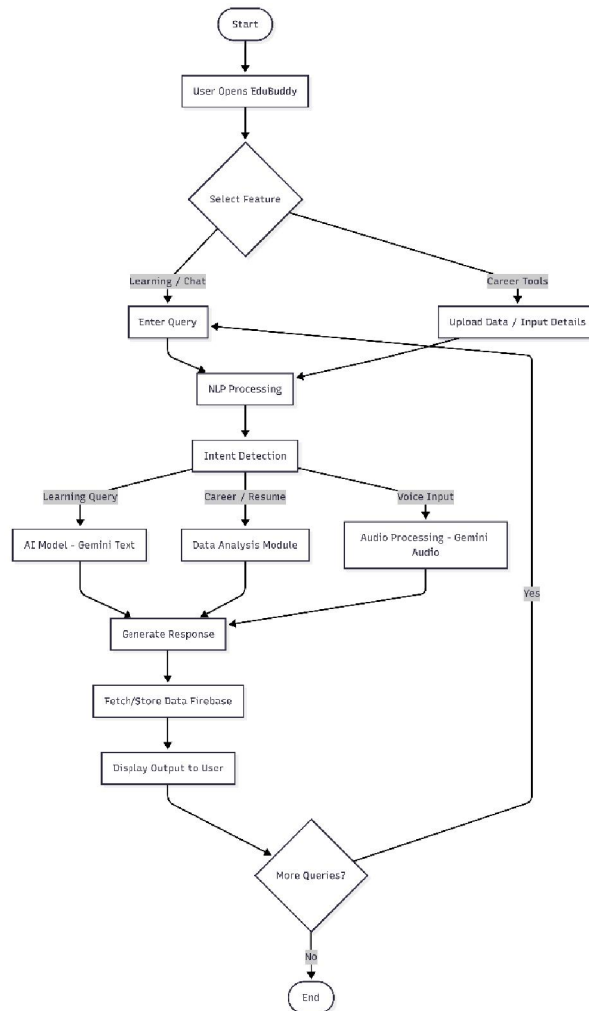 Start
User Opens EduBuddy
Select Feature
Learning / Chat
Career Tools
Enter Query
Upload Data / Input Details
NLP Processing
Intent Detection
Learning Query
Career / Resume
Voice Input
AI Model - Gemini Text
Data Analysis Module
Audio Processing - Gemini
Audio
Yes
Generate Response
Fetch/Store Data Firebase
Display Output to User
More Queries?
No
End